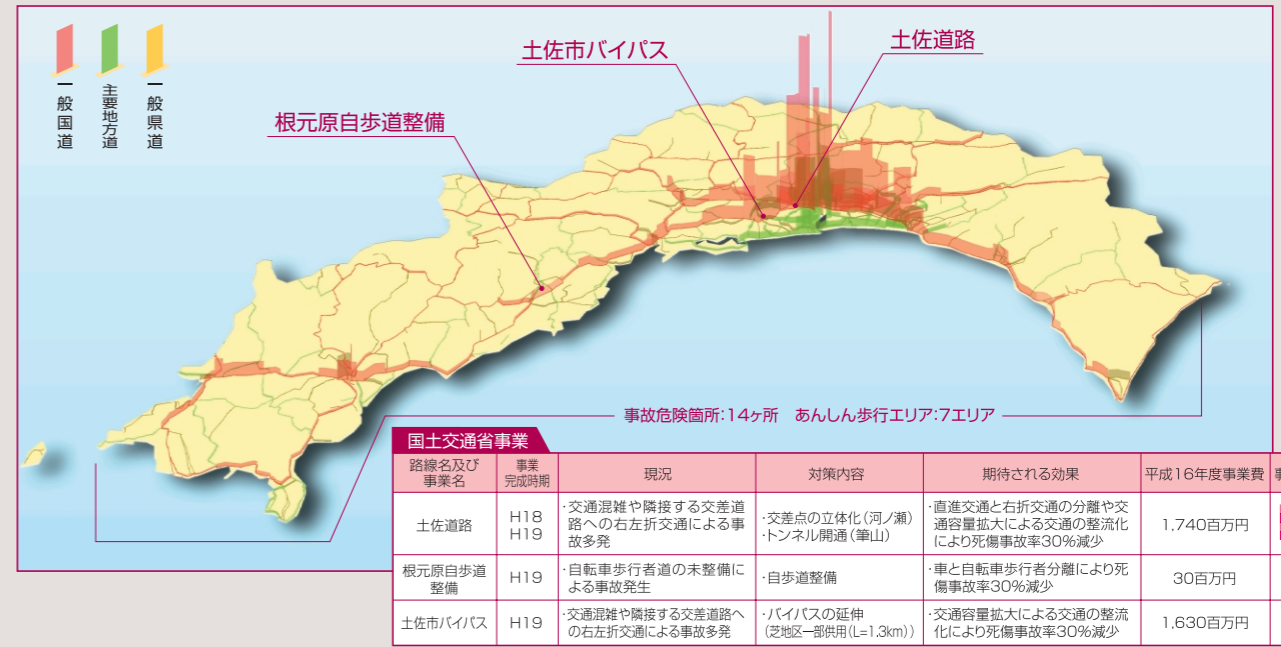 一般国道
主要地方道
一般県道
土佐市バイパス
土佐道路
根元原自歩道整備
事故危険箇所:14ヶ所 あんしん歩行エリア:7エリア
国土交通省事業
路線名及び
事業名
事業
完成時期
現況
対策内容
期待される効果
平成16年度事業費
土佐道路
H18
H19
・交通混雑や隣接する交差道
路への右左折交通による事
故多発
・交差点の立体化(河ノ瀬)
・トンネル開通(筆山)
・直進交通と右折交通の分離や交
通容量拡大による交通の整流化
により死傷事故率30%減少
1,740百万円
根元原自歩道
整備
H19
・自転車歩行者道の未整備に
よる事故発生
・自歩道整備
・車と自転車歩行者分離により死
傷事故率30%減少
30百万円
土佐市バイパス
H19
・交通混雑や隣接する交差道路へ
の右左折交通による事故多発
・バイパスの延伸
(芝地区一部供用(L=1.3km))
・交通容量拡大による交通の整流
化により死傷事故率30%減少
1,630百万円